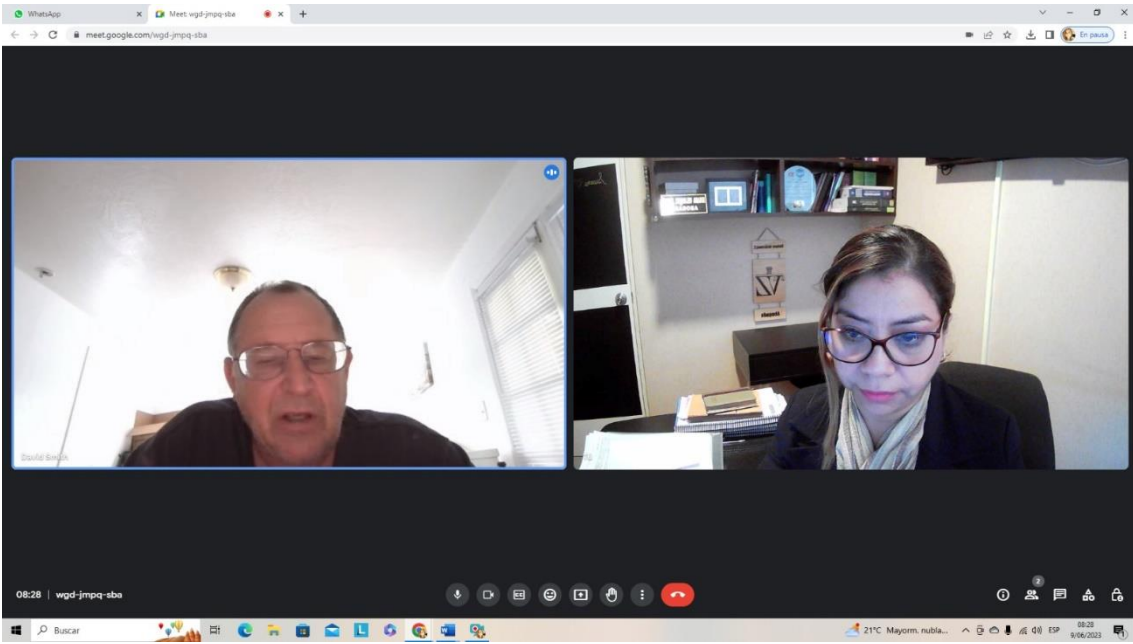 WhatsApp
Meet: wgd-jmpq-sba
meet.google.com/wgd-jmpq-sba
En pausa
David Smith
08:28 | wgd-jmpq-sba
2
Buscar
21°C Mayorm. nubla...
ESP
08:28
9/06/2023